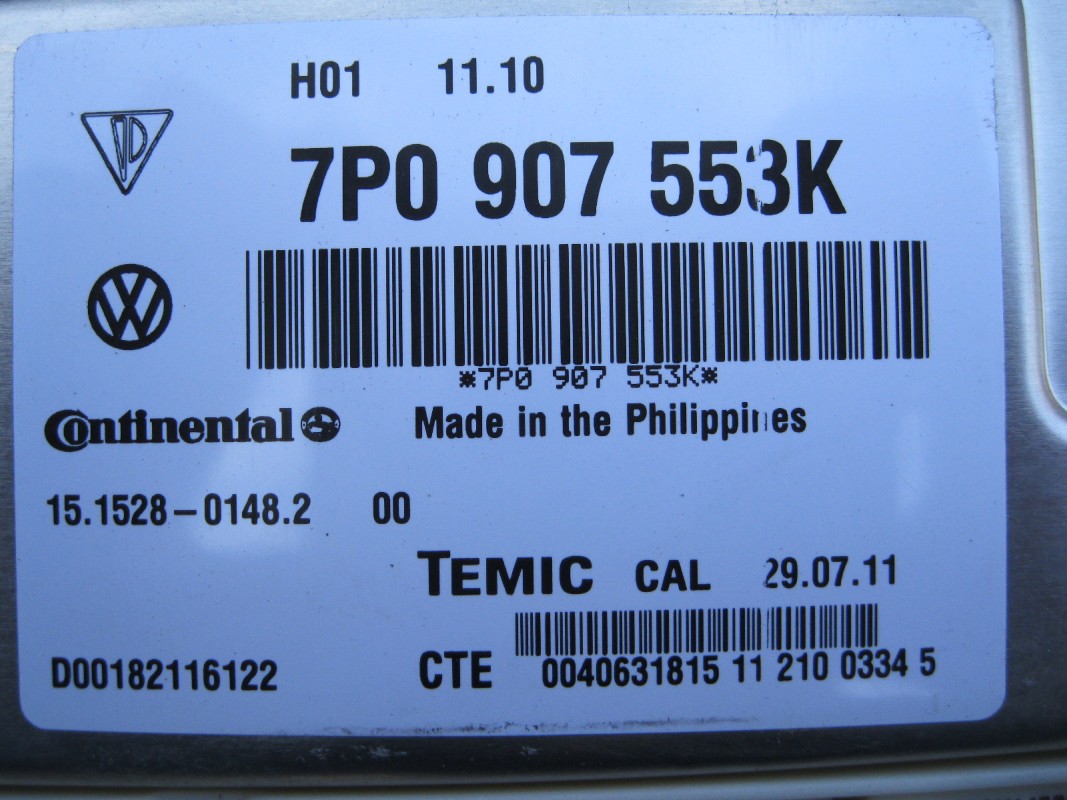 H01 11.10
7P0 907 553K
*7P0 907 553K*
Continental
Made in the Philippines
15.1528-0148.2 00
TEMIC CAL 29.07.11
D00182116122
CTE 0040631815 11 210 0334 5